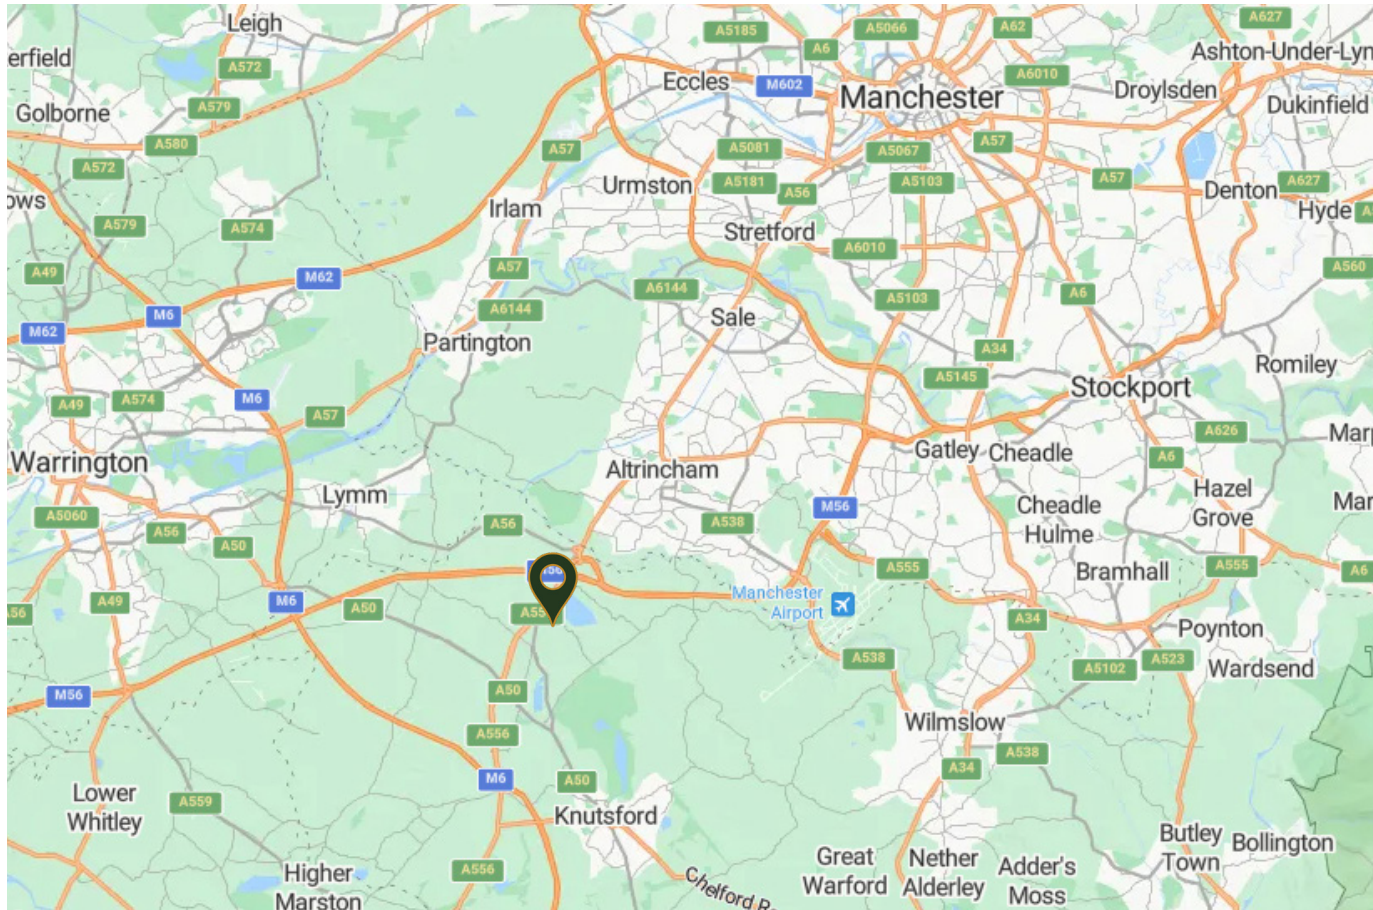 Leigh
A5185
A5066
A62
A627
A6
Ashton-Under-Lyn
erfield
A572
Eccles
M602
A6010
Manchester
Droylsden
Dukinfield
Golborne
A579
A580
A57
A5081
A5067
A57
A572
Urmston
A5181
A56
A5103
A57
Denton
A627
ows
Irlam
Hyde
A579
A574
Stretford
A6010
A49
M62
A57
A6144
A5103
A6
A560
M62
M6
A6144
Sale
Partington
A34
Romiley
A5145
Stockport
A49
A574
M6
A57
A626
Warrington
Altrincham
Gatley
Cheadle
A6
Lymm
M56
Cheadle
Hulme
Hazel
Grove
A5060
A56
A50
A56
A538
A555
Bramhall
A555
A6
Manchester
Airport
A56
A49
M6
A50
A34
Poynton
A538
A5102
A523
Wardsend
M56
A50
A556
Wilmslow
A538
M6
A50
A34
Lower
Whitley
A559
Knutsford
Butley
Town
Bollington
A556
Higher
Marston
Great
Warford
Nether
Alderley
Adder's
Moss